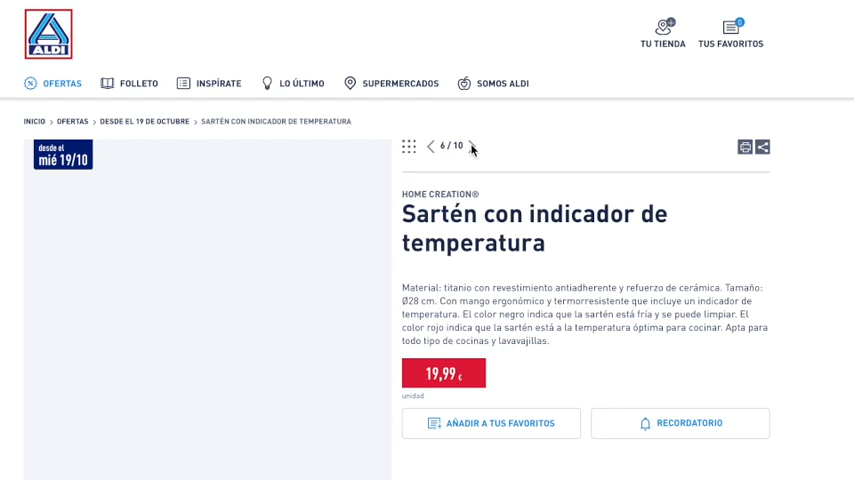 ALDI
TU TIENDA
0
TUS FAVORITOS
OFERTAS
FOLLETO
INSPÍRATE
LO ÚLTIMO
SUPERMERCADOS
SOMOS ALDI
INICIO > OFERTAS > DESDE EL 19 DE OCTUBRE > SARTÉN CON INDICADOR DE TEMPERATURA
desde el
mié 19/10
6 / 10
HOME CREATION®
Sartén con indicador de
temperatura
Material: titanio con revestimiento antiadherente y refuerzo de cerámica. Tamaño:
Ø28 cm. Con mango ergonómico y termorresistente que incluye un indicador de
temperatura. El color negro indica que la sartén está fría y se puede limpiar. El
color rojo indica que la sartén está a la temperatura óptima para cocinar. Apta para
todo tipo de cocinas y lavavajillas.
19,99 €
unidad
AÑADIR A TUS FAVORITOS
RECORDATORIO